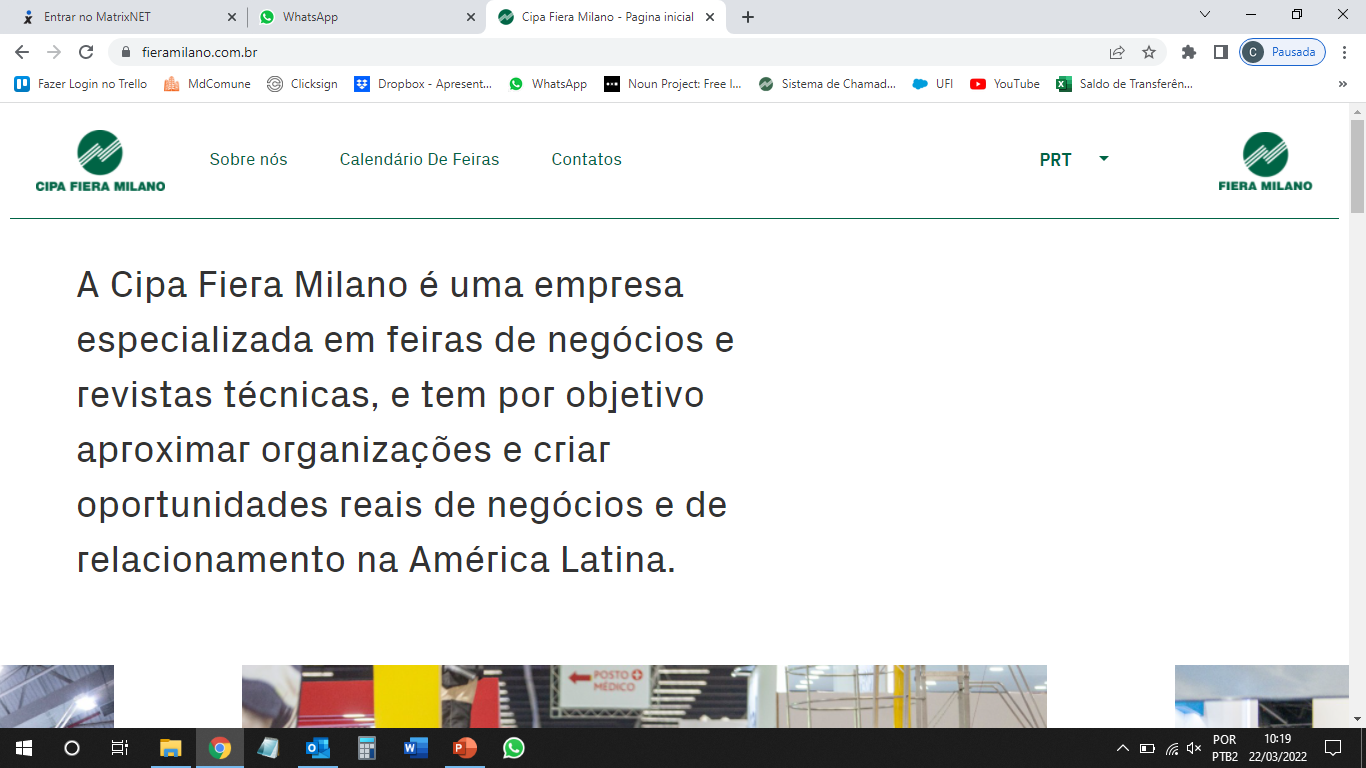 Entrar no MatrixNET
WhatsApp
Cipa Fiera Milano - Pagina inicial
fieramilano.com.br
C Pausada
Fazer Login no Trello
MdComune
Clicksign
Dropbox - Apresent...
WhatsApp
Noun Project: Free I...
Sistema de Chamad...
UFI
YouTube
Saldo de Transferên...
»
CIPA FIERA MILANO
Sobre nós
Calendário De Feiras
Contatos
PRT
FIERA MILANO
A Cipa Fiera Milano é uma empresa
especializada em feiras de negócios e
revistas técnicas, e tem por objetivo
aproximar organizações e criar
oportunidades reais de negócios e de
relacionamento na América Latina.
POSTO
MÉDICO
POR
PTB2
10:19
22/03/2022